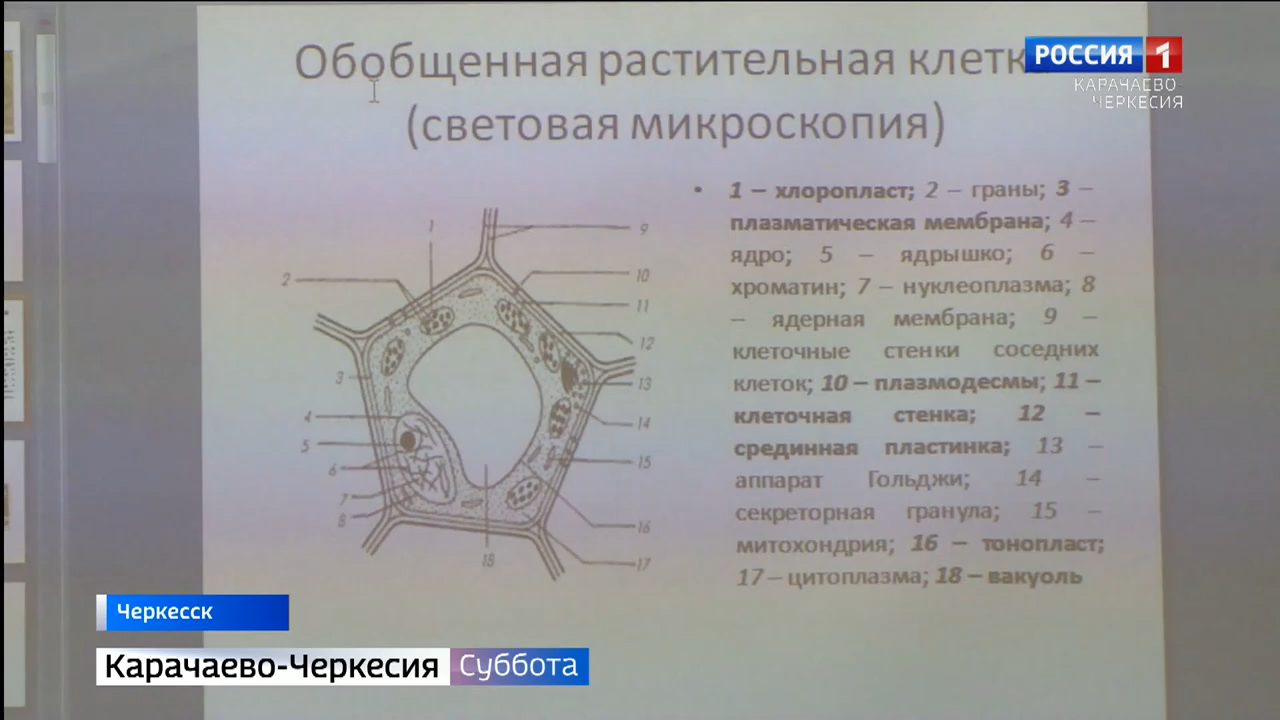 Обобщенная растительная клетк
(световая микроскопия)
РОССИЯ 1
КАРАЧАЕВО-
ЧЕРКЕСИЯ
• 1 – хлоропласт; 2 – граны; 3 –
плазматическая мембрана; 4 –
ядро; 5 – ядрышко; 6 –
хроматин; 7 – нуклеоплазма; 8
– ядерная мембрана; 9 –
клеточные стенки соседних
клеток; 10 – плазмодесмы; 11 –
клеточная стенка; 12 –
срединная пластинка; 13 –
аппарат Гольджи; 14 –
секреторная гранула; 15 –
митохондрия; 16 – тонопласт;
17 – цитоплазма; 18 – вакуоль
1
2
3
4
5
6
7
8
9
10
11
12
13
14
15
16
17
18
Черкесск
Карачаево-Черкесия Суббота